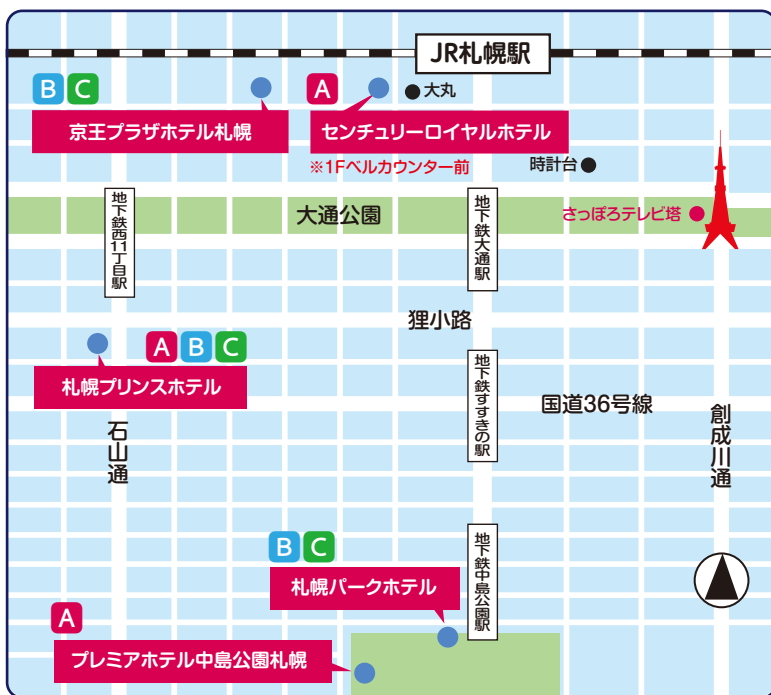 JR札幌駅
B C
A
大丸
京王プラザホテル札幌
センチュリーロイヤルホテル
※1Fベルカウンター前
時計台
地下鉄西11丁目駅
大通公園
地下鉄大通駅
さっぽろテレビ塔
狸小路
A B C
札幌プリンスホテル
地下鉄すすきの駅
国道36号線
石山通
創成川通
B C
札幌パークホテル
地下鉄中島公園駅
A
プレミアホテル中島公園札幌